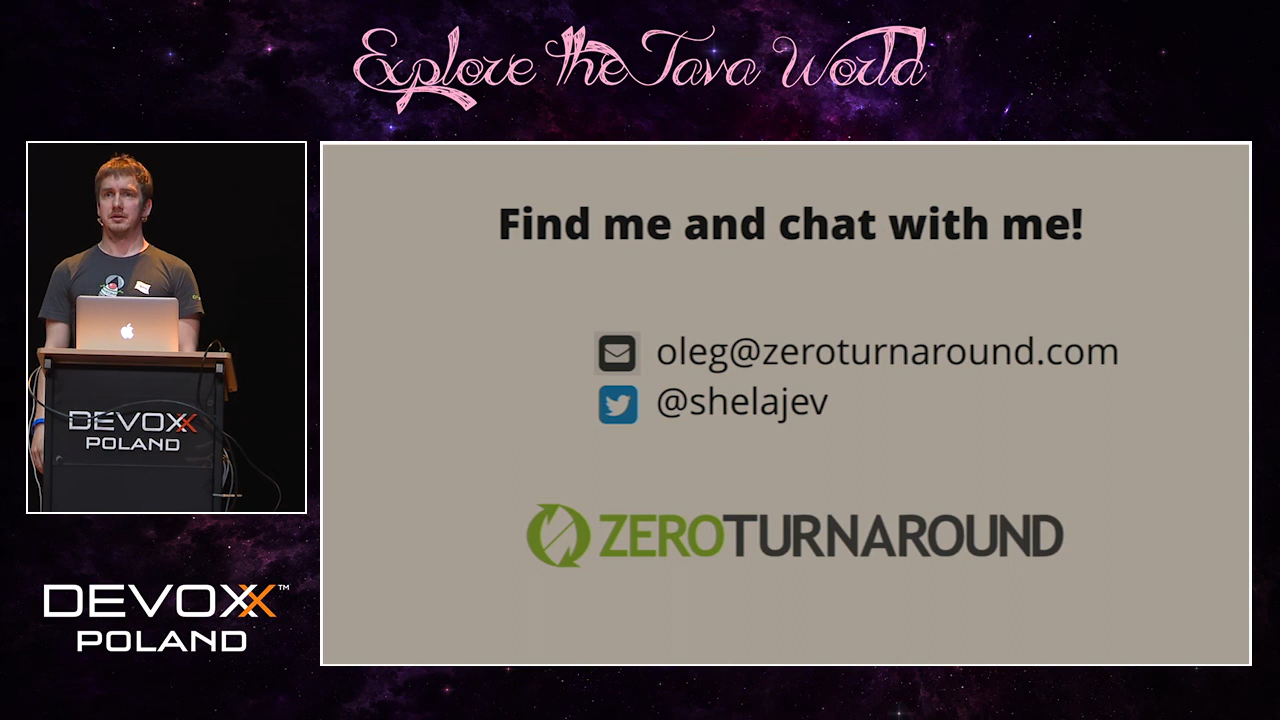 Explore the Java World
Find me and chat with me!
oleg@zeroturnaround.com
@shelajev
ZEROTURNAROUND
DEVOXX
POLAND
DEVOXX™
POLAND